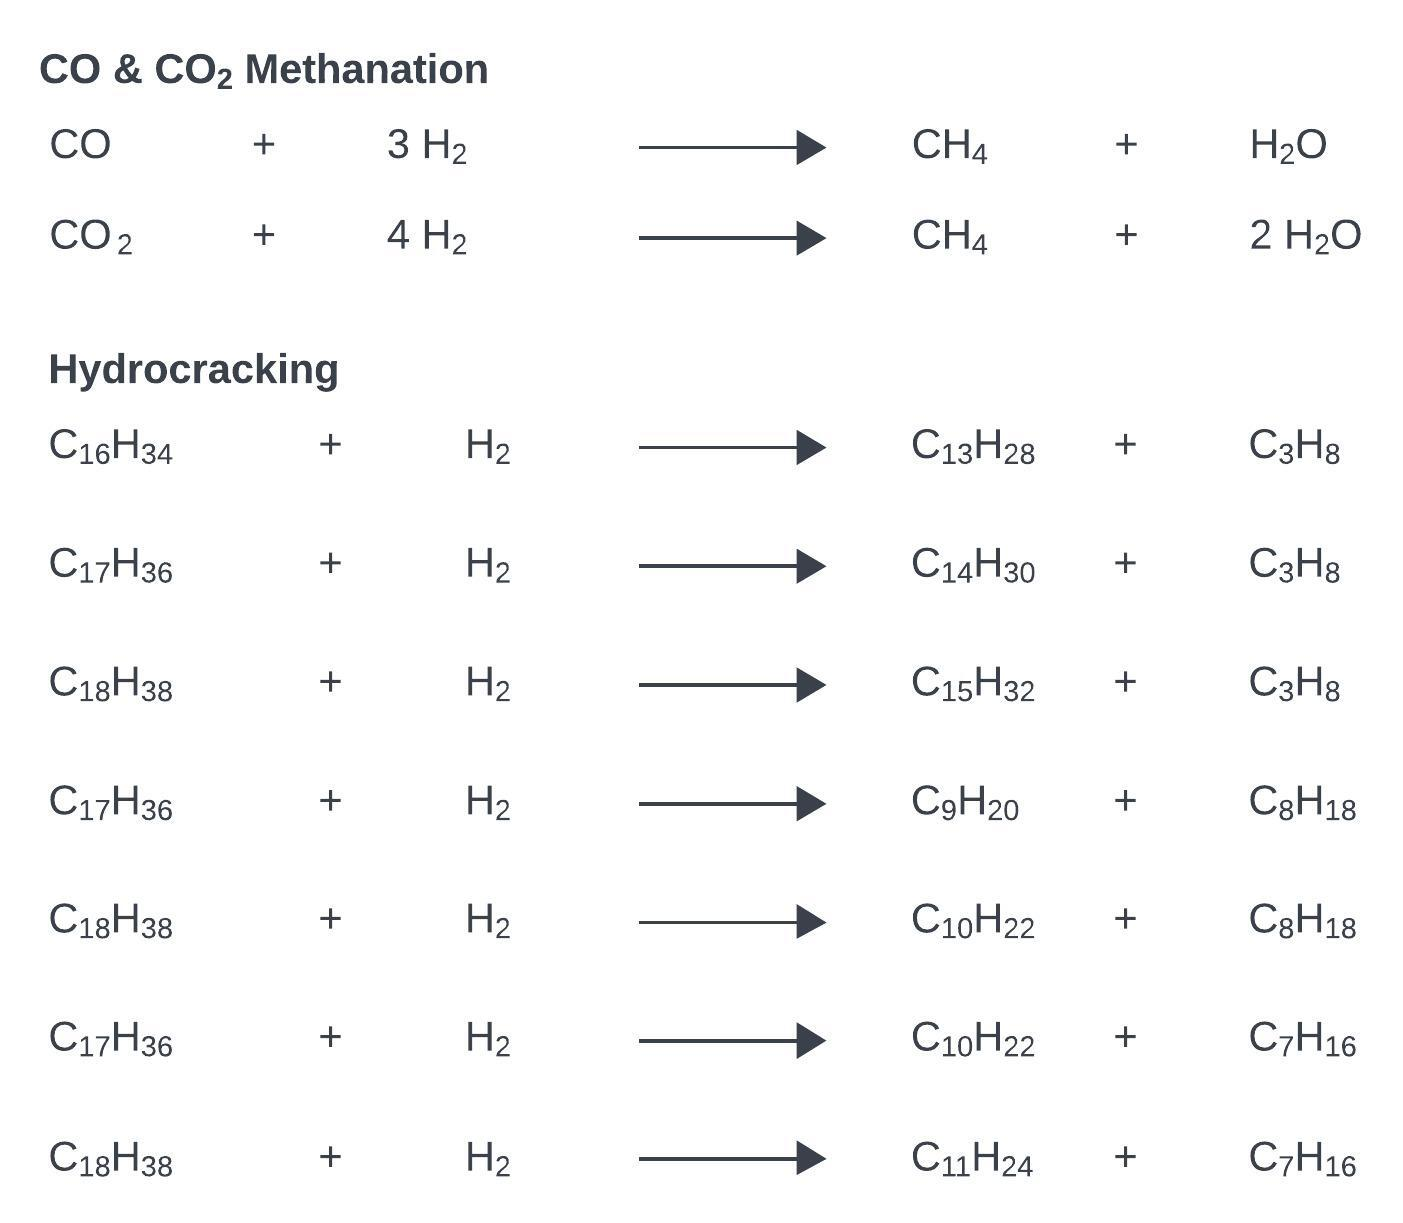 CO & CO₂ Methanation
CO + 3 H₂ → CH₄ + H₂O
CO₂ + 4 H₂ → CH₄ + 2 H₂O
Hydrocracking
C₁₆H₃₄ + H₂ → C₁₃H₂₈ + C₃H₈
C₁₇H₃₆ + H₂ → C₁₄H₃₀ + C₃H₈
C₁₈H₃₈ + H₂ → C₁₅H₃₂ + C₃H₈
C₁₇H₃₆ + H₂ → C₉H₂₀ + C₈H₁₈
C₁₈H₃₈ + H₂ → C₁₀H₂₂ + C₈H₁₈
C₁₇H₃₆ + H₂ → C₁₀H₂₂ + C₇H₁₆
C₁₈H₃₈ + H₂ → C₁₁H₂₄ + C₇H₁₆